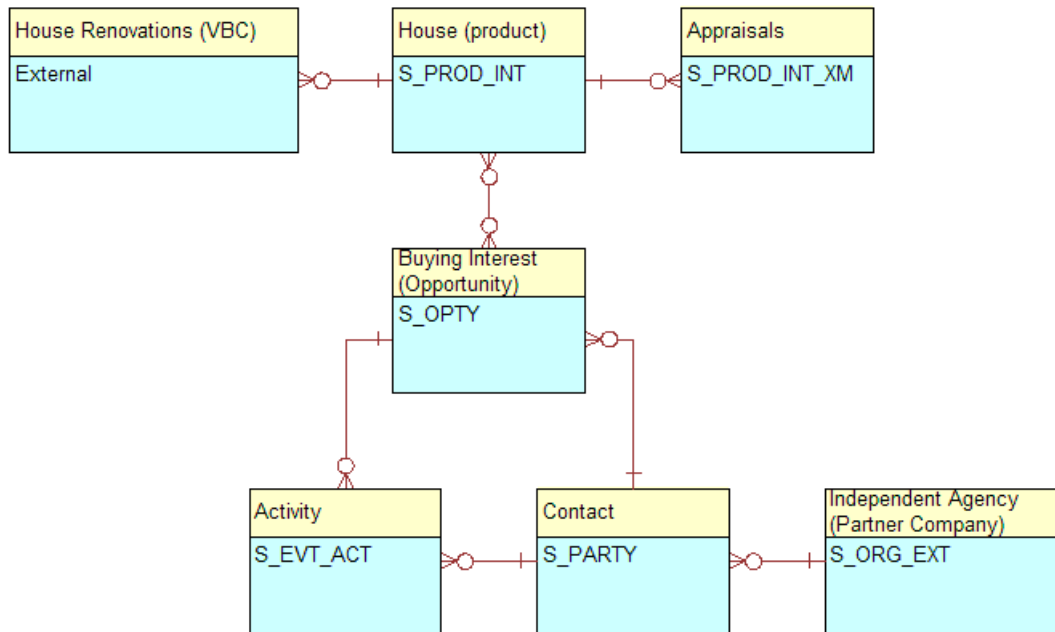 House Renovations (VBC)
External
House (product)
S_PROD_INT
Appraisals
S_PROD_INT_XM
Buying Interest
(Opportunity)
S_OPTY
Activity
S_EVT_ACT
Contact
S_PARTY
Independent Agency
(Partner Company)
S_ORG_EXT